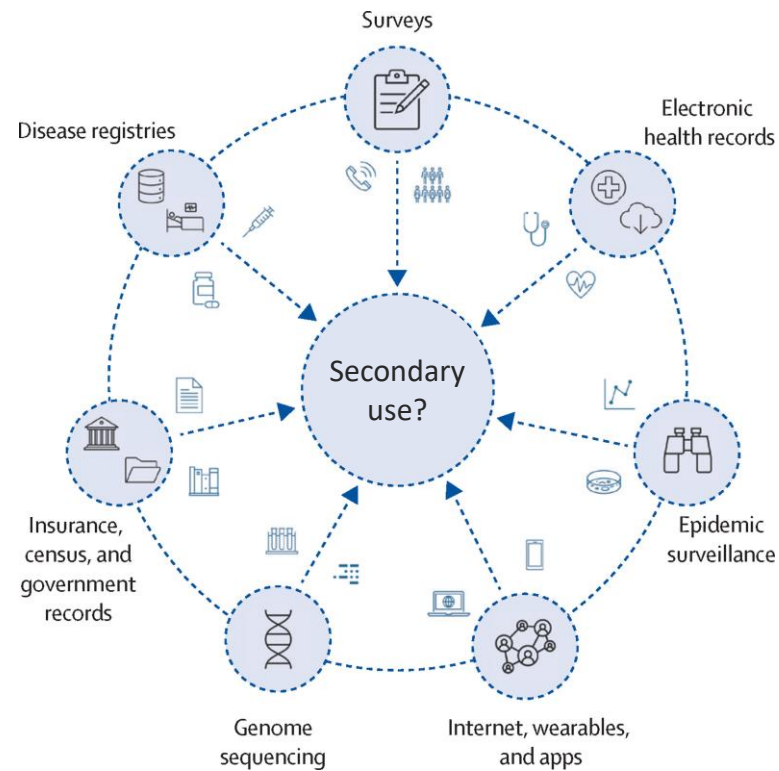 Surveys
Electronic
health records
Disease registries
Secondary
use?
Insurance,
census, and
government
records
Epidemic
surveillance
Genome
sequencing
Internet, wearables,
and apps